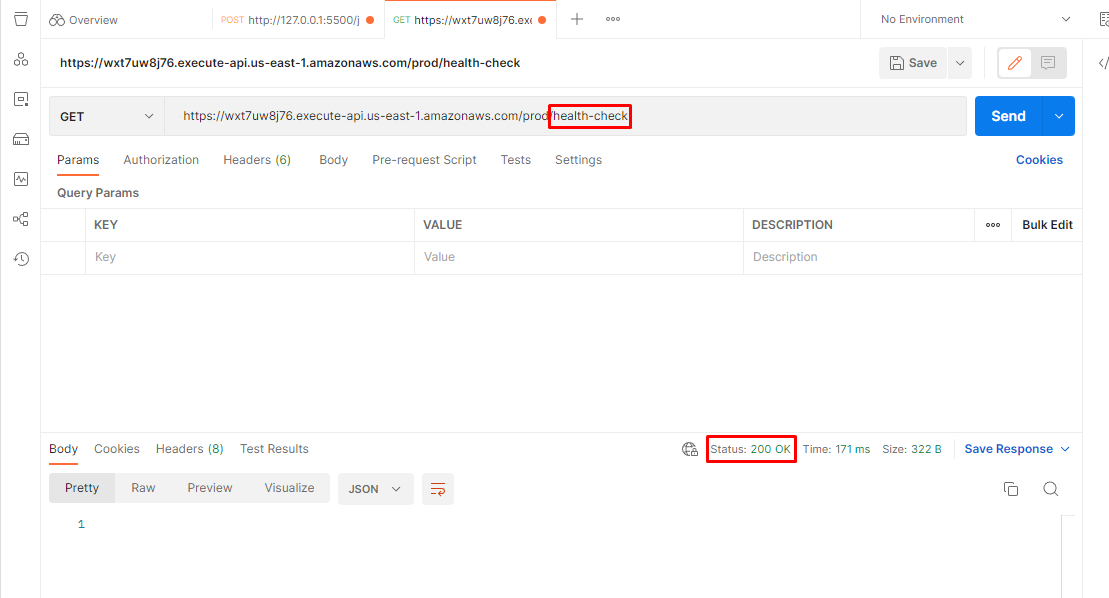 Overview POST http://127.0.0.1:5500/j GET https://wxt7uw8j76.exe No Environment
https://wxt7uw8j76.execute-api.us-east-1.amazonaws.com/prod/health-check Save
GET https://wxt7uw8j76.execute-api.us-east-1.amazonaws.com/prod/health-check Send
Params Authorization Headers (6) Body Pre-request Script Tests Settings Cookies
Query Params
KEY VALUE DESCRIPTION Bulk Edit
Key Value Description
Body Cookies Headers (8) Test Results Status: 200 OK Time: 171 ms Size: 322 B Save Response
Pretty Raw Preview Visualize JSON
1